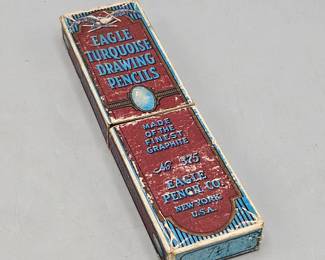 EAGLE
TURQUOISE
DRAWING
PENCILS
MADE
OF THE
FINEST
GRAPHITE
No. 375
EAGLE
PENCIL CO.
NEW YORK
U.S.A.